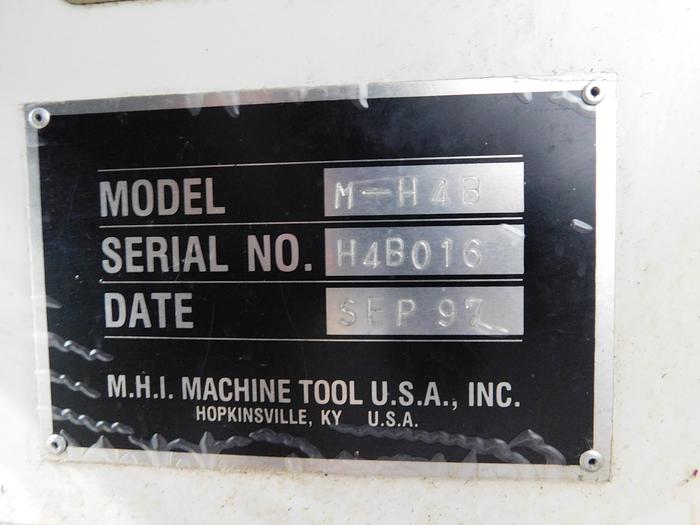 MODEL M-H4B
SERIAL NO. H4B016
DATE SEP 97
M.H.I. MACHINE TOOL U.S.A., INC.
HOPKINSVILLE, KY U.S.A.